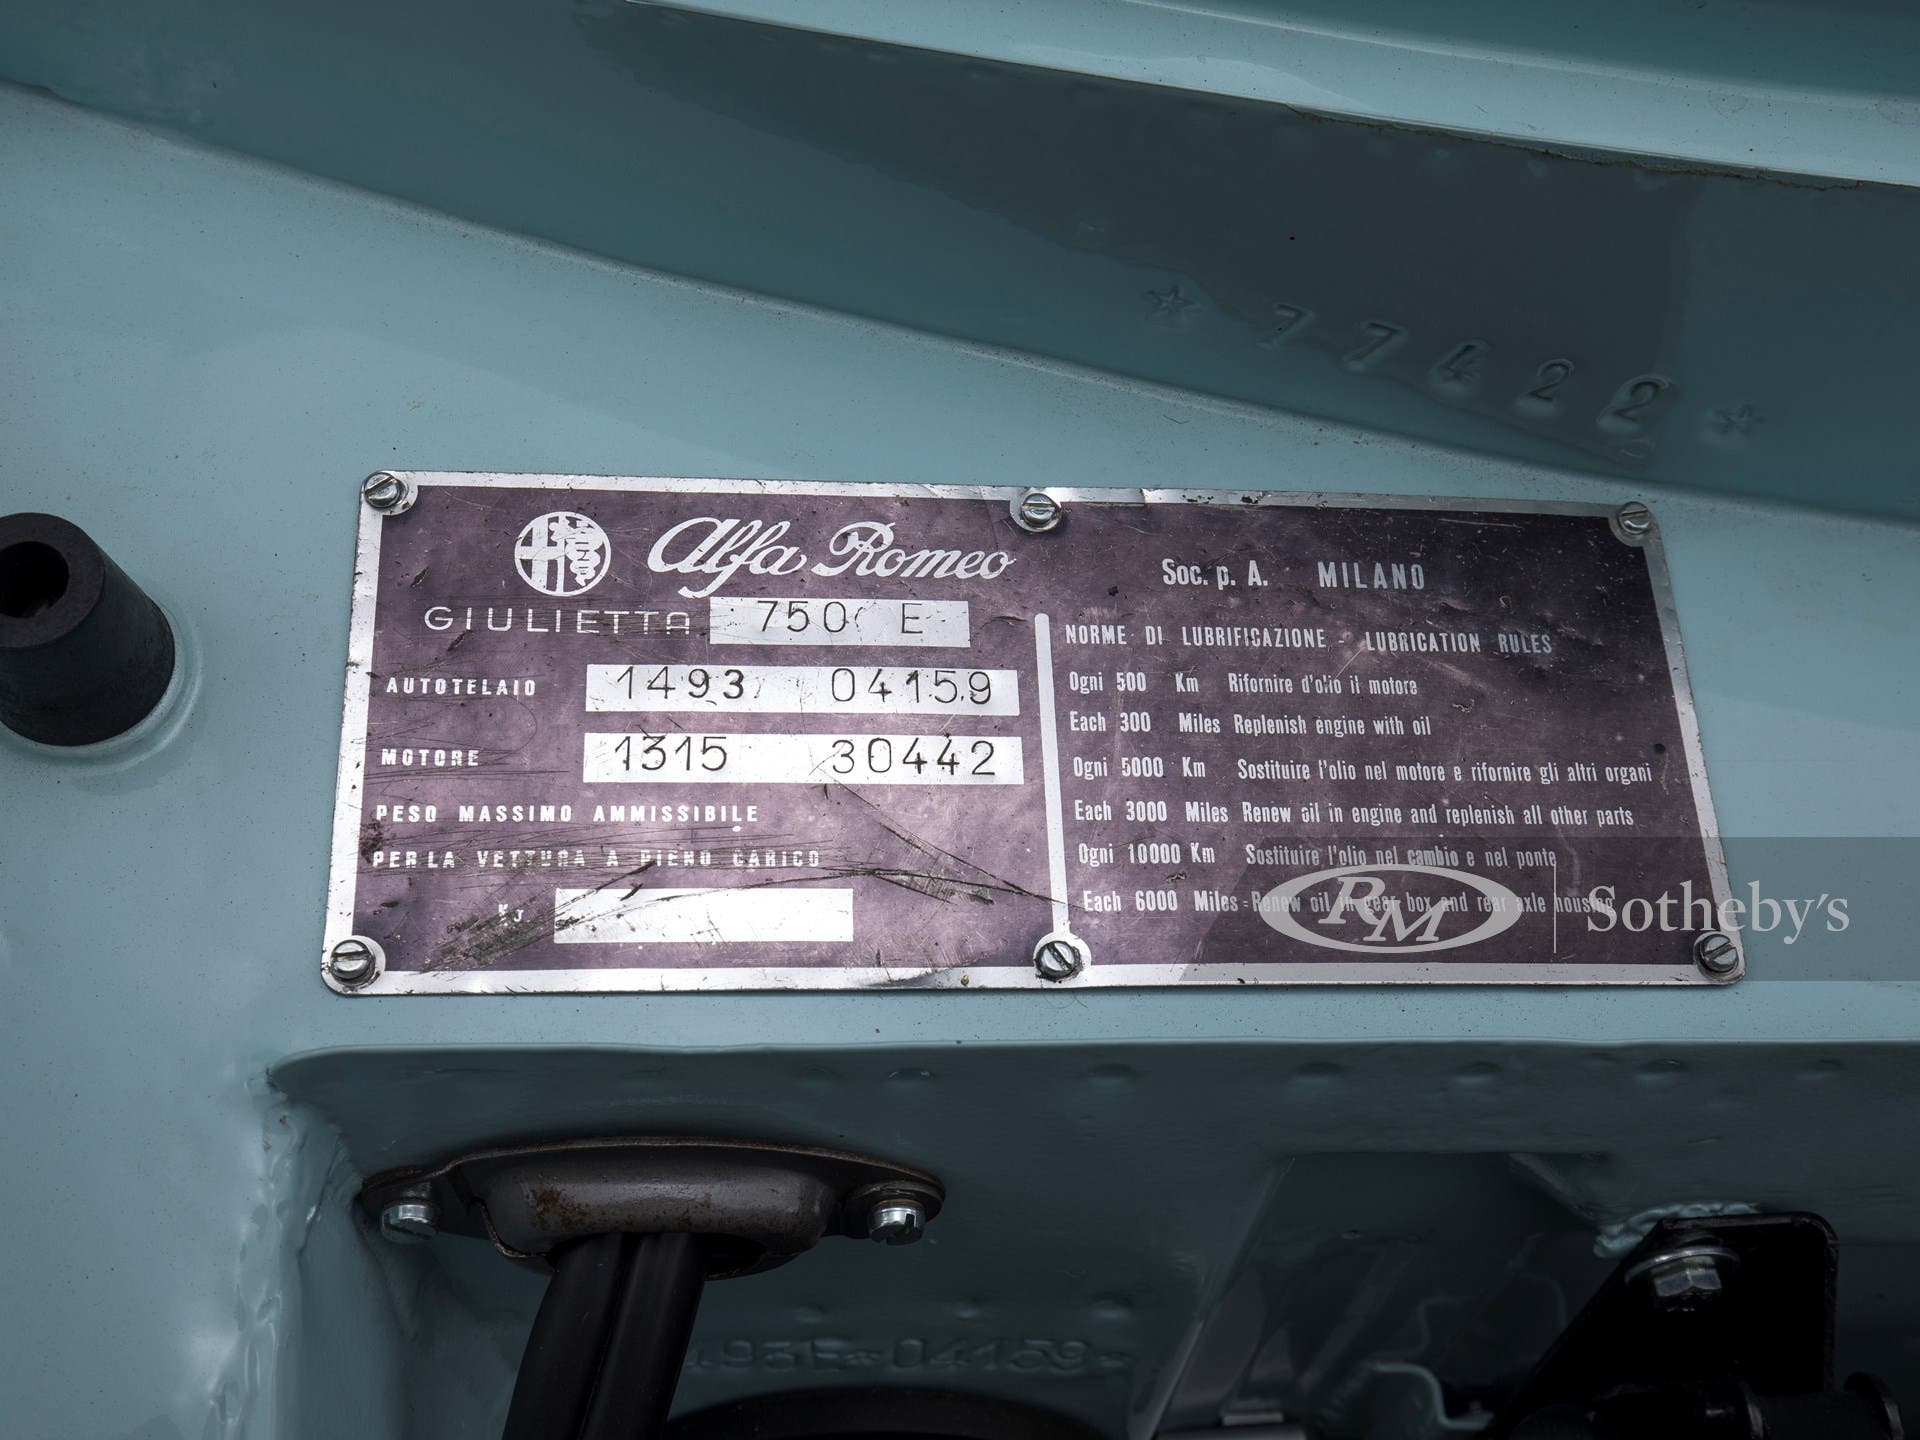 ☆ 77422 ☆
Alfa Romeo
GIULIETTA 750 E
AUTOTELAIO 1493 04159
MOTORE 1315 30442
PESO MASSIMO AMMISSIBILE
PER LA VETTURA A PIENO CARICO
Kg
Soc. p. A. MILANO
NORME DI LUBRIFICAZIONE - LUBRICATION RULES
Ogni 500 Km Rifornire d'olio il motore
Each 300 Miles Replenish engine with oil
Ogni 5000 Km Sostituire l'olio nel motore e rifornire gli altri organi
Each 3000 Miles Renew oil in engine and replenish all other parts
Ogni 10000 Km Sostituire l'olio nel cambio e nel ponte
Each 6000 Miles Renew oil in gear box and rear axle housing
RM Sotheby's
04159